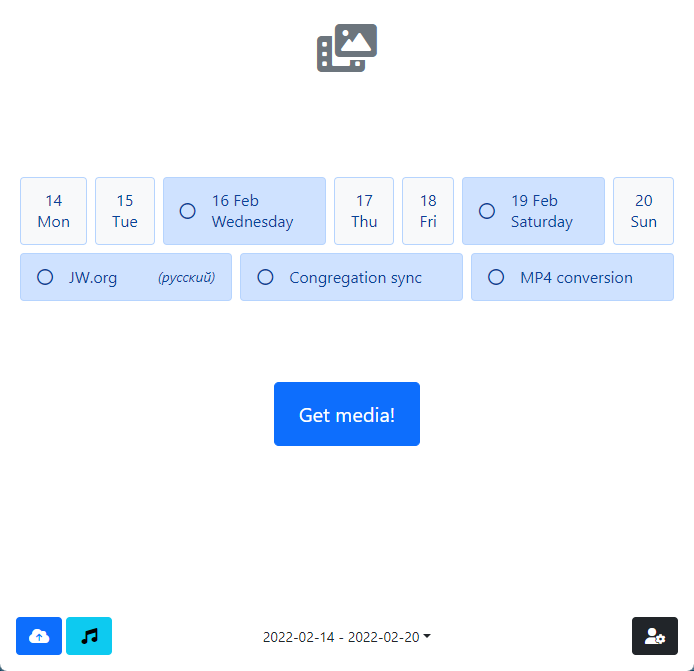 14
Mon
15
Tue
16 Feb
Wednesday
17
Thu
18
Fri
19 Feb
Saturday
20
Sun
JW.org (русский)
Congregation sync
MP4 conversion
Get media!
2022-02-14 - 2022-02-20